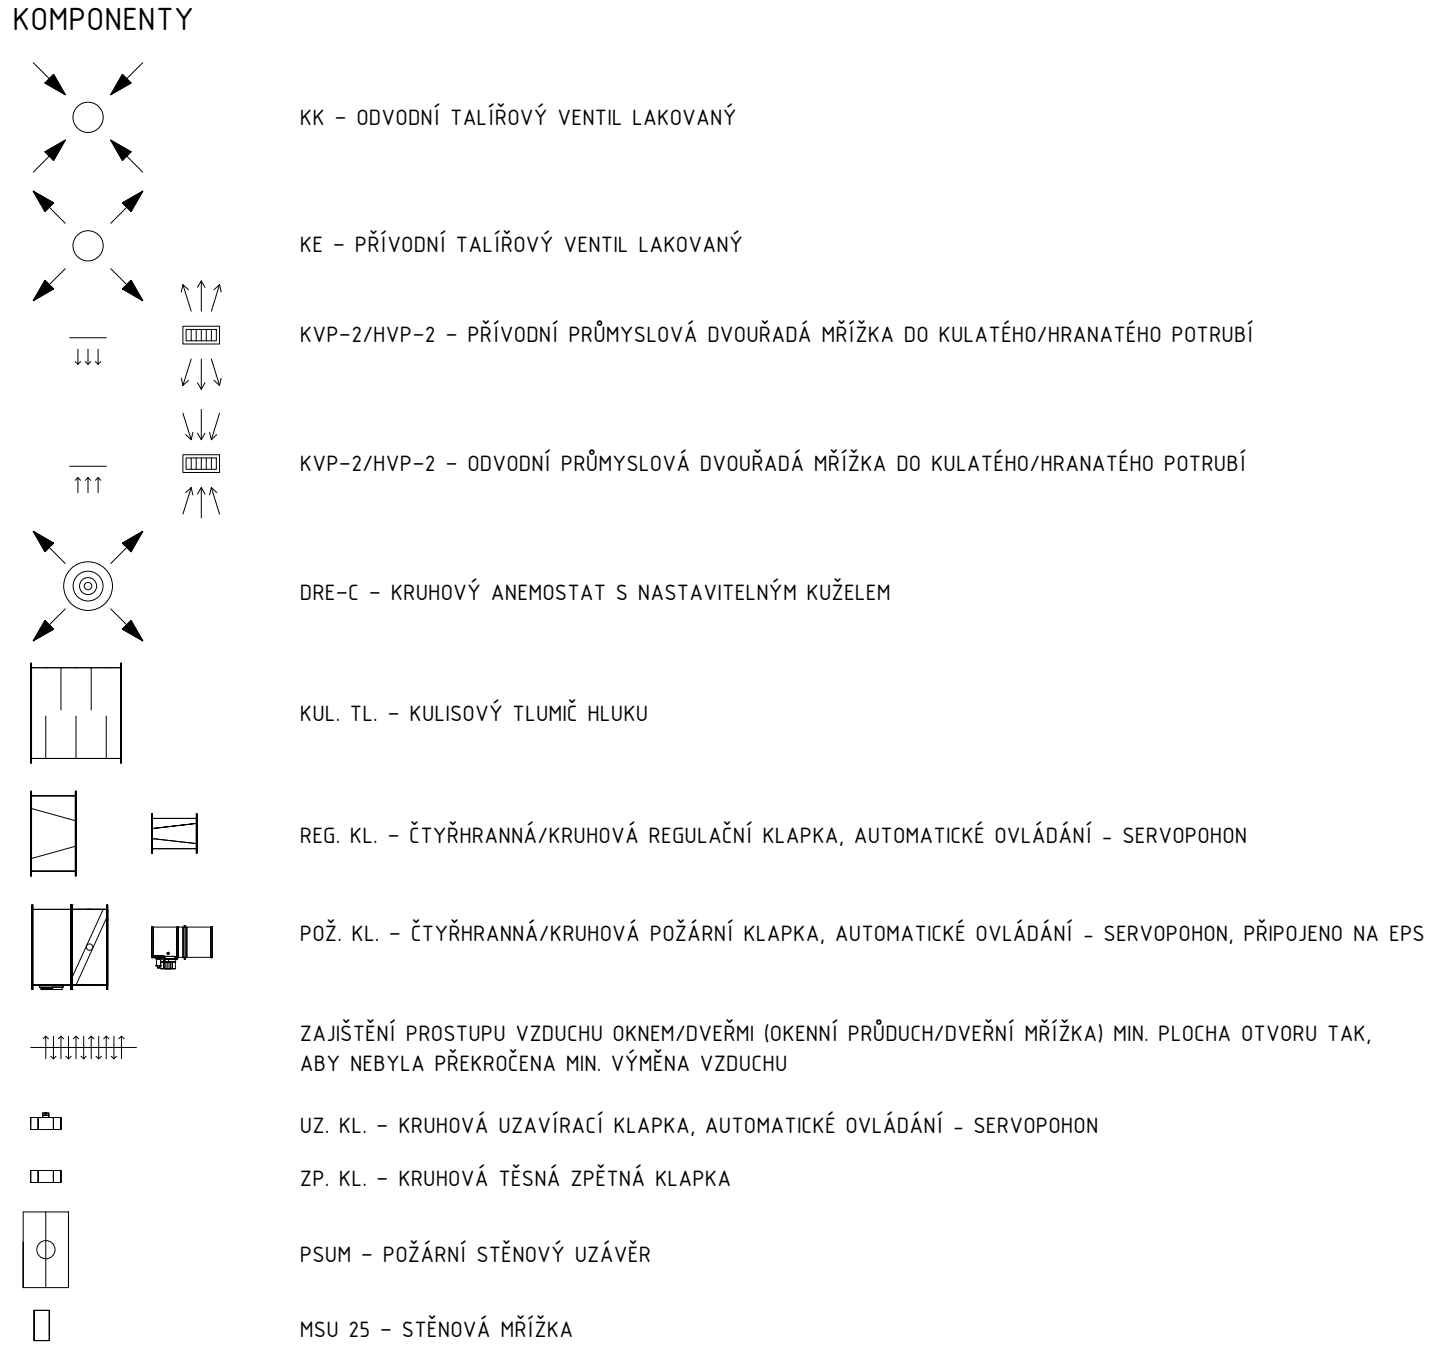 KOMPONENTY
KK - ODVODNÍ TALÍŘOVÝ VENTIL LAKOVANÝ
KE - PŘÍVODNÍ TALÍŘOVÝ VENTIL LAKOVANÝ
KVP-2/HVP-2 - PŘÍVODNÍ PRŮMYSLOVÁ DVOUŘADÁ MŘÍŽKA DO KULATÉHO/HRANATÉHO POTRUBÍ
KVP-2/HVP-2 - ODVODNÍ PRŮMYSLOVÁ DVOUŘADÁ MŘÍŽKA DO KULATÉHO/HRANATÉHO POTRUBÍ
DRE-C - KRUHOVÝ ANEMOSTAT S NASTAVITELNÝM KUŽELEM
KUL. TL. - KULISOVÝ TLUMIČ HLUKU
REG. KL. - ČTYŘHRANNÁ/KRUHOVÁ REGULAČNÍ KLAPKA, AUTOMATICKÉ OVLÁDÁNÍ - SERVOPOHON
POŽ. KL. - ČTYŘHRANNÁ/KRUHOVÁ POŽÁRNÍ KLAPKA, AUTOMATICKÉ OVLÁDÁNÍ - SERVOPOHON, PŘIPOJENO NA EPS
ZAJIŠTĚNÍ PROSTUPU VZDUCHU OKNEM/DVEŘMI (OKENNÍ PRŮDUCH/DVEŘNÍ MŘÍŽKA) MIN. PLOCHA OTVORU TAK,
ABY NEBYLA PŘEKROČENA MIN. VÝMĚNA VZDUCHU
UZ. KL. - KRUHOVÁ UZAVÍRACÍ KLAPKA, AUTOMATICKÉ OVLÁDÁNÍ - SERVOPOHON
ZP. KL. - KRUHOVÁ TĚSNÁ ZPĚTNÁ KLAPKA
PSUM - POŽÁRNÍ STĚNOVÝ UZÁVĚR
MSU 25 - STĚNOVÁ MŘÍŽKA